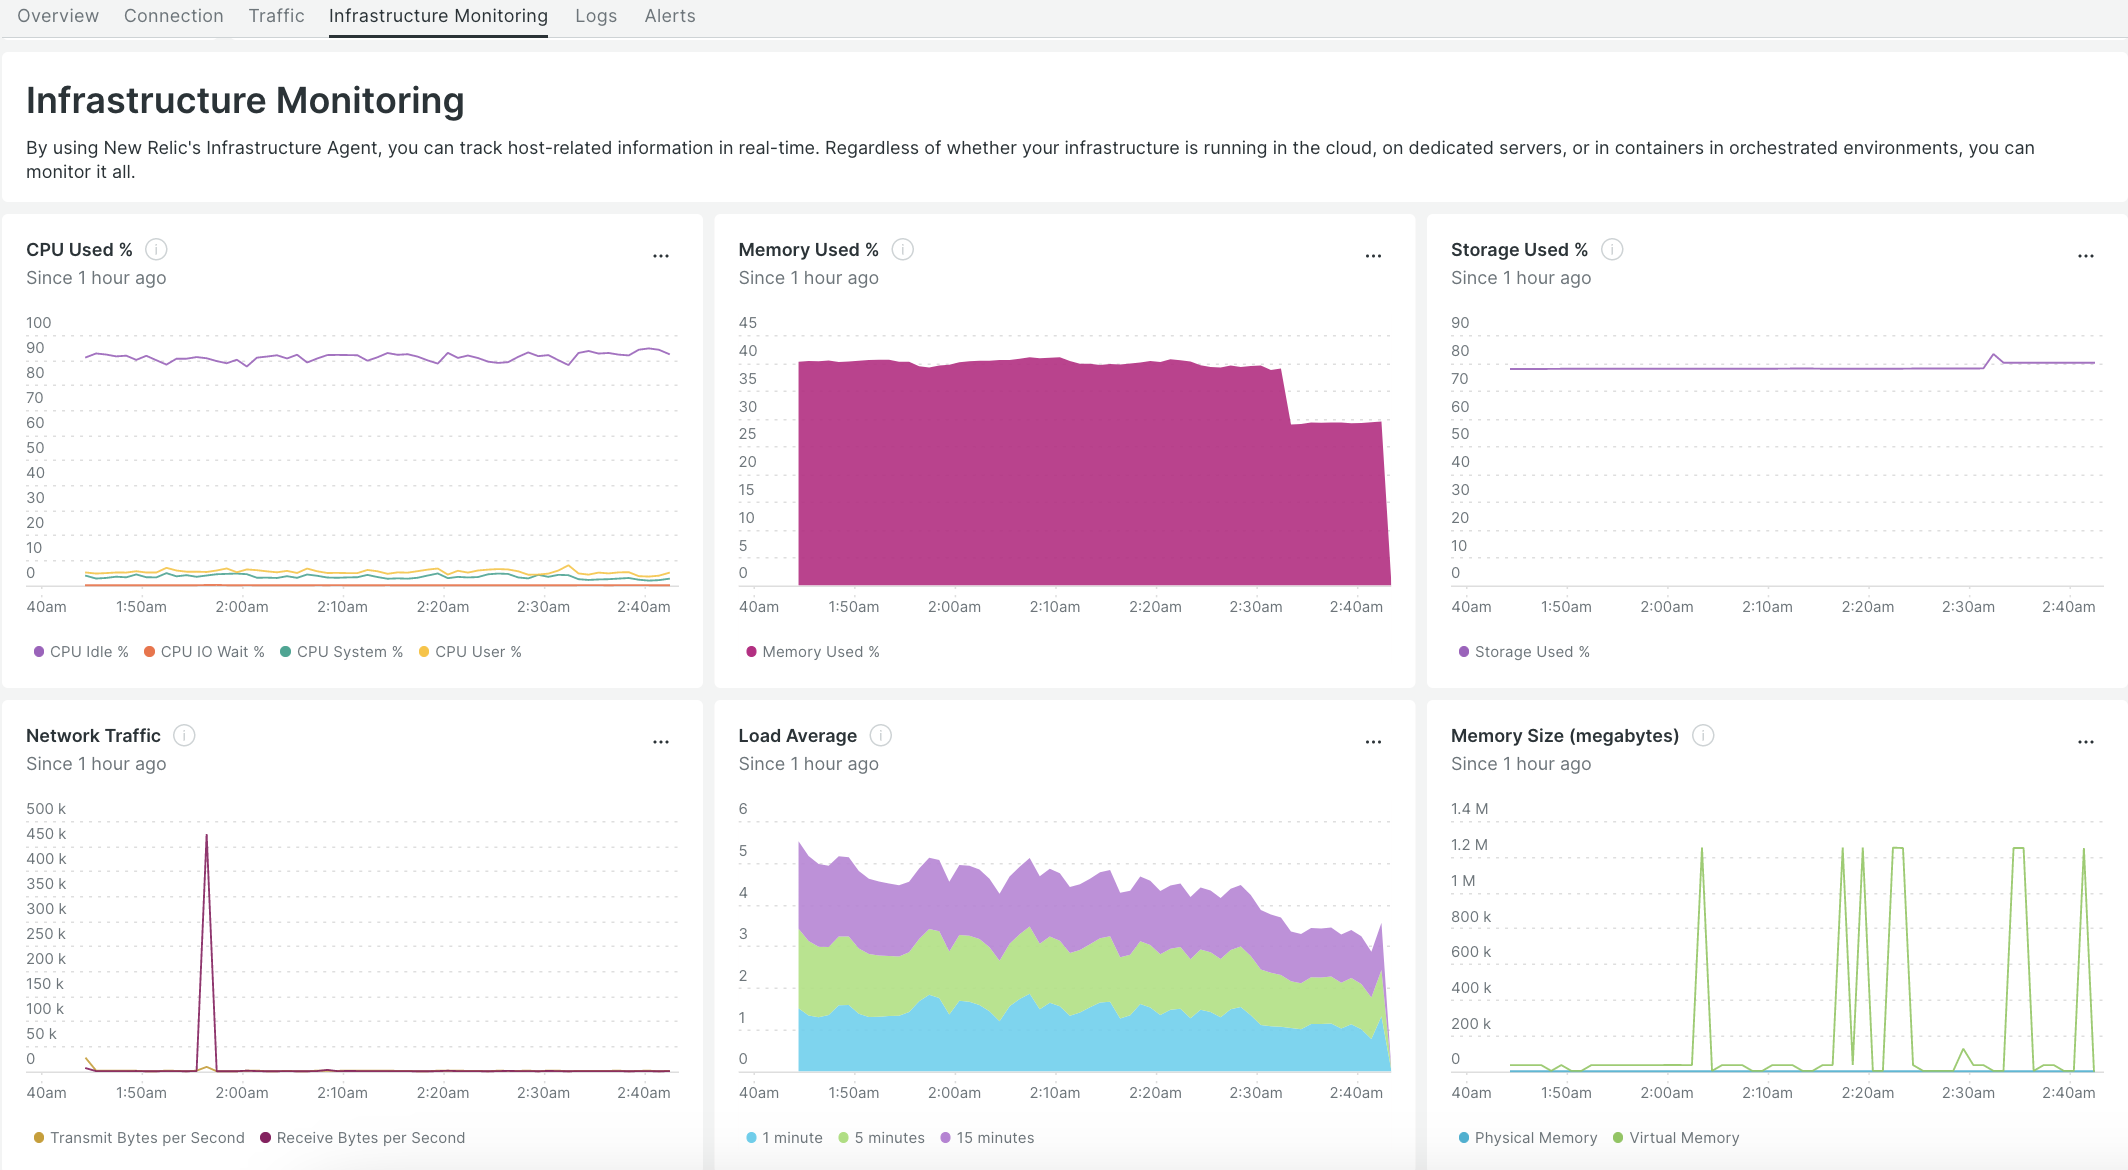 Overview Connection Traffic Infrastructure Monitoring Logs Alerts
Infrastructure Monitoring
By using New Relic's Infrastructure Agent, you can track host-related information in real-time. Regardless of whether your infrastructure is running in the cloud, on dedicated servers, or in containers in orchestrated environments, you can
monitor it all.
CPU Used %
Since 1 hour ago
100
90
80
70
60
50
40
30
20
10
0
40am 1:50am 2:00am 2:10am 2:20am 2:30am 2:40am
CPU Idle % CPU IO Wait % CPU System % CPU User %
Memory Used %
Since 1 hour ago
45
40
35
30
25
20
15
10
5
0
40am 1:50am 2:00am 2:10am 2:20am 2:30am 2:40am
Memory Used %
Storage Used %
Since 1 hour ago
90
80
70
60
50
40
30
20
10
0
40am 1:50am 2:00am 2:10am 2:20am 2:30am 2:40am
Storage Used %
Network Traffic
Since 1 hour ago
500 k
450 k
400 k
350 k
300 k
250 k
200 k
150 k
100 k
50 k
0
40am 1:50am 2:00am 2:10am 2:20am 2:30am 2:40am
Transmit Bytes per Second Receive Bytes per Second
Load Average
Since 1 hour ago
6
5
4
3
2
1
0
40am 1:50am 2:00am 2:10am 2:20am 2:30am 2:40am
1 minute 5 minutes 15 minutes
Memory Size (megabytes)
Since 1 hour ago
1.4 M
1.2 M
1 M
800 k
600 k
400 k
200 k
0
40am 1:50am 2:00am 2:10am 2:20am 2:30am 2:40am
Physical Memory Virtual Memory